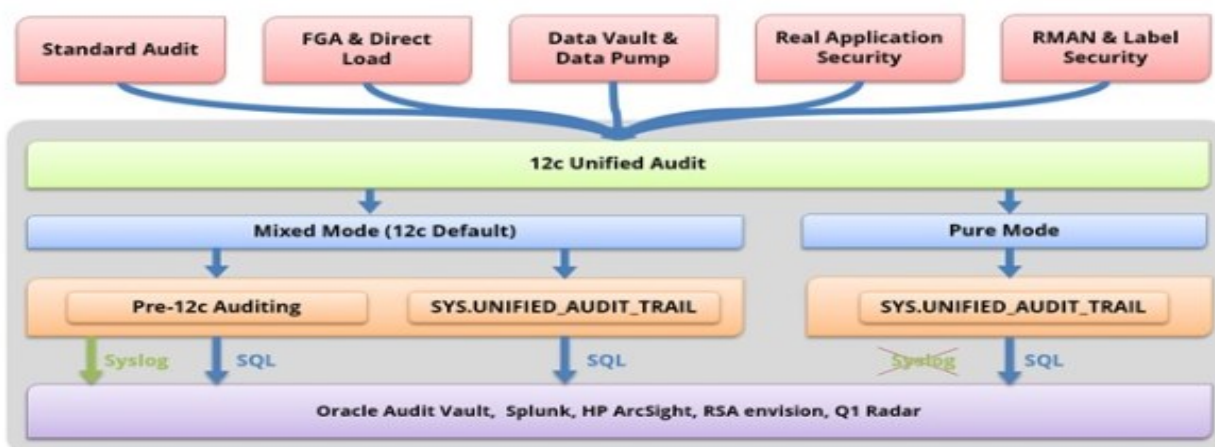 Standard Audit
FGA & Direct
Load
Data Vault &
Data Pump
Real Application
Security
RMAN & Label
Security
12c Unified Audit
Mixed Mode (12c Default)
Pure Mode
Pre-12c Auditing
SYS.UNIFIED_AUDIT_TRAIL
SYS.UNIFIED_AUDIT_TRAIL
Syslog
SQL
SQL
Syslog
SQL
Oracle Audit Vault, Splunk, HP ArcSight, RSA envision, Q1 Radar